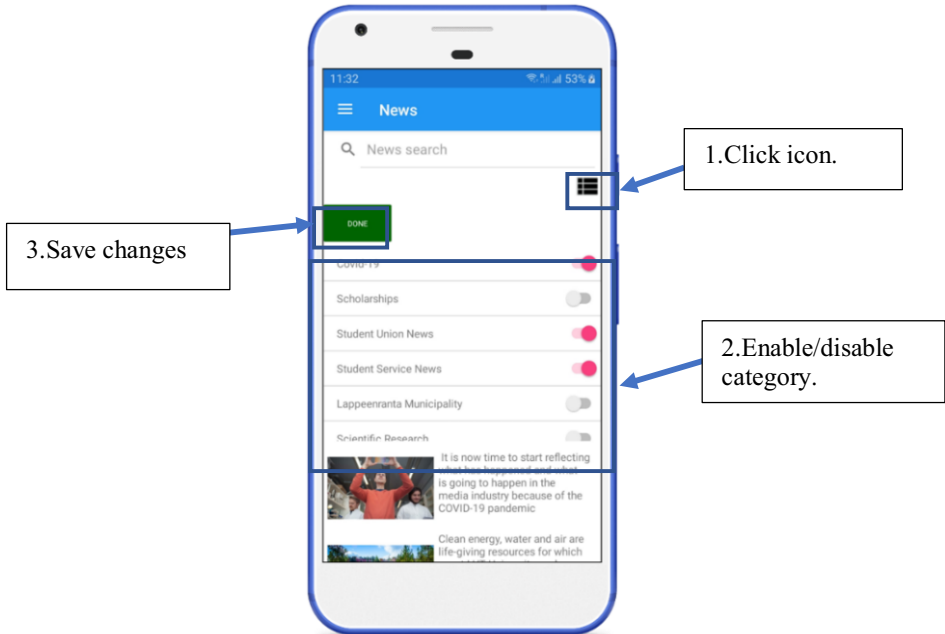 11:32
53%
News
News search
1.Click icon.
DONE
3.Save changes
Covid-19
Scholarships
Student Union News
Student Service News
2.Enable/disable
category.
Lappeenranta Municipality
Scientific Research
It is now time to start reflecting
what has happened and what
is going to happen in the
media industry because of the
COVID-19 pandemic
Clean energy, water and air are
life-giving resources for which